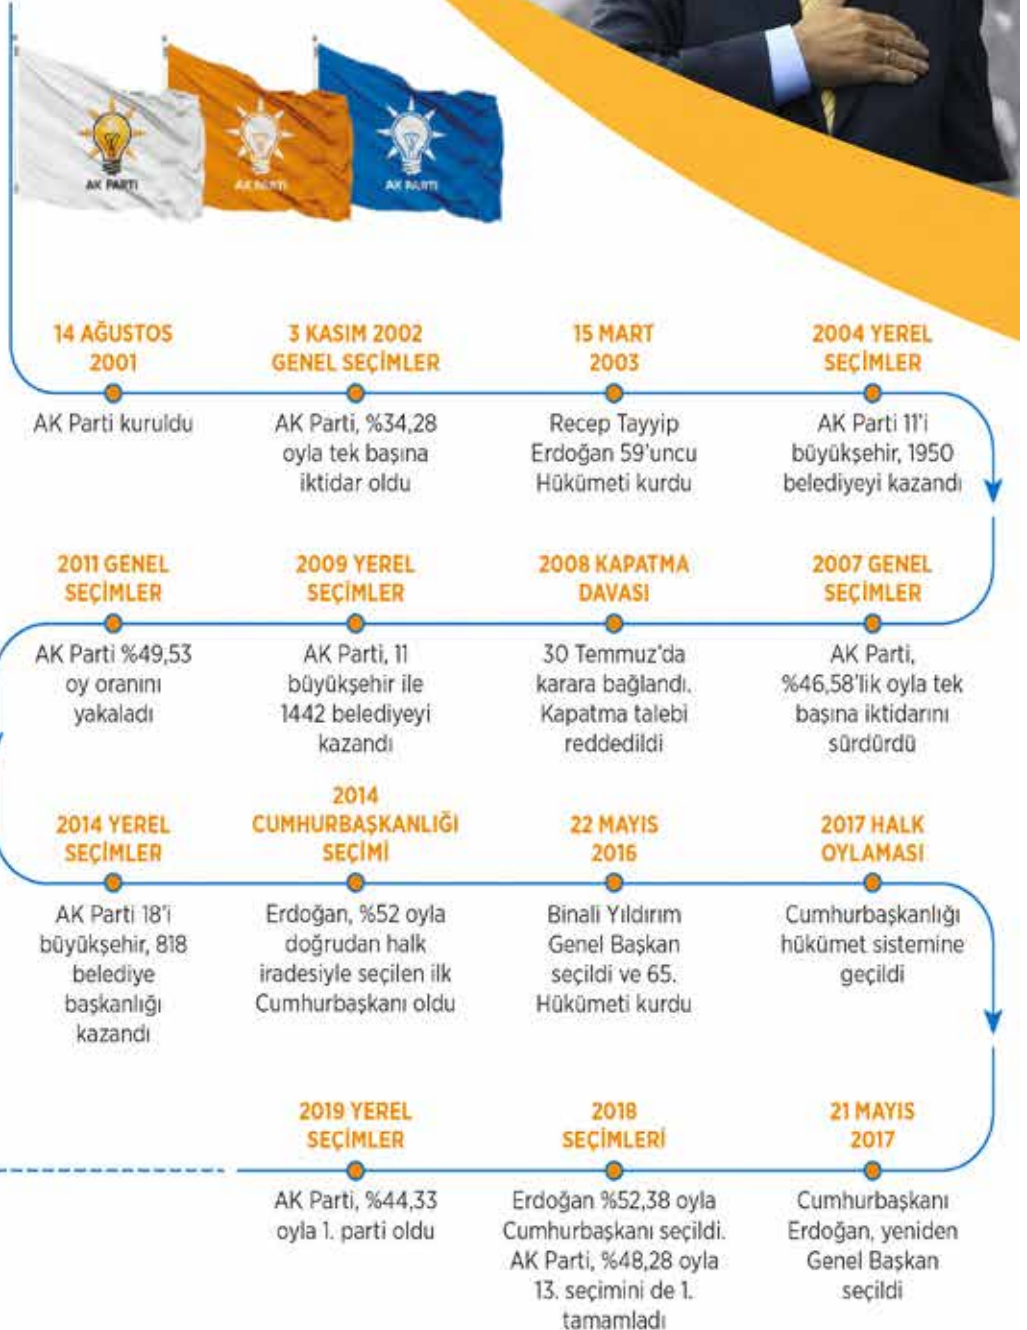 AK PARTİ
AK PARTİ
AK PARTİ
14 AĞUSTOS
2001
AK Parti kuruldu
3 KASIM 2002
GENEL SEÇİMLER
AK Parti, %34,28
oyla tek başına
iktidar oldu
15 MART
2003
Recep Tayyip
Erdoğan 59'uncu
Hükümeti kurdu
2004 YEREL
SEÇİMLER
AK Parti 11'i
büyükşehir, 1950
belediyeyi kazandı
2007 GENEL
SEÇİMLER
AK Parti,
%46,58'lik oyla tek
başına iktidarını
sürdürdü
2008 KAPATMA
DAVASI
30 Temmuz'da
karara bağlandı.
Kapatma talebi
reddedildi
2009 YEREL
SEÇİMLER
AK Parti, 11
büyükşehir ile
1442 belediyeyi
kazandı
2011 GENEL
SEÇİMLER
AK Parti %49,53
oy oranını
yakaladı
2014 YEREL
SEÇİMLER
AK Parti 18'i
büyükşehir, 818
belediye
başkanlığı
kazandı
2014
CUMHURBAŞKANLIĞI
SEÇİMİ
Erdoğan, %52 oyla
doğrudan halk
iradesiyle seçilen ilk
Cumhurbaşkanı oldu
22 MAYIS
2016
Binali Yıldırım
Genel Başkan
seçildi ve 65.
Hükümeti kurdu
2017 HALK
OYLAMASI
Cumhurbaşkanlığı
hükümet sistemine
geçildi
21 MAYIS
2017
Cumhurbaşkanı
Erdoğan, yeniden
Genel Başkan
seçildi
2018
SEÇİMLERİ
Erdoğan %52,38 oyla
Cumhurbaşkanı seçildi.
AK Parti, %48,28 oyla
13. seçimini de 1.
tamamladı
2019 YEREL
SEÇİMLER
AK Parti, %44,33
oyla 1. parti oldu